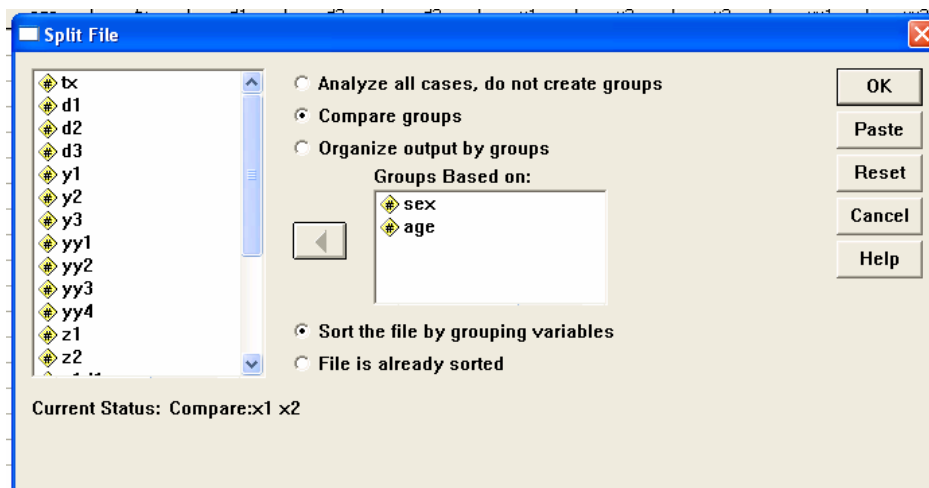 Split File
tx
d1
d2
d3
y1
y2
y3
yy1
yy2
yy3
yy4
z1
z2
Analyze all cases, do not create groups
Compare groups
Organize output by groups
Groups Based on:
sex
age
Sort the file by grouping variables
File is already sorted
OK
Paste
Reset
Cancel
Help
Current Status: Compare:x1 x2